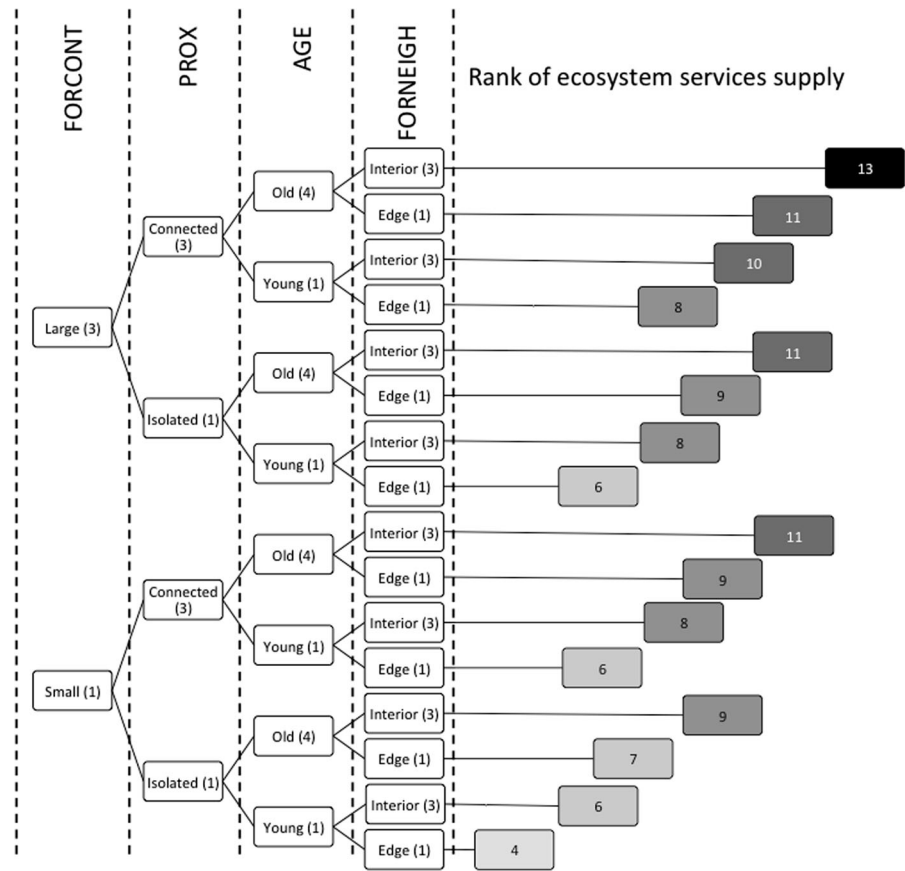 FORCONT
PROX
AGE
FORNEIGH
Rank of ecosystem services supply
Interior (3)
13
Old (4)
Edge (1)
11
Connected
(3)
Interior (3)
10
Young (1)
Edge (1)
8
Large (3)
Interior (3)
11
Old (4)
Edge (1)
9
Isolated (1)
Interior (3)
8
Young (1)
Edge (1)
6
Interior (3)
11
Old (4)
Edge (1)
9
Connected
(3)
Interior (3)
8
Young (1)
Edge (1)
6
Small (1)
Interior (3)
9
Old (4)
Edge (1)
7
Isolated (1)
Interior (3)
6
Young (1)
Edge (1)
4